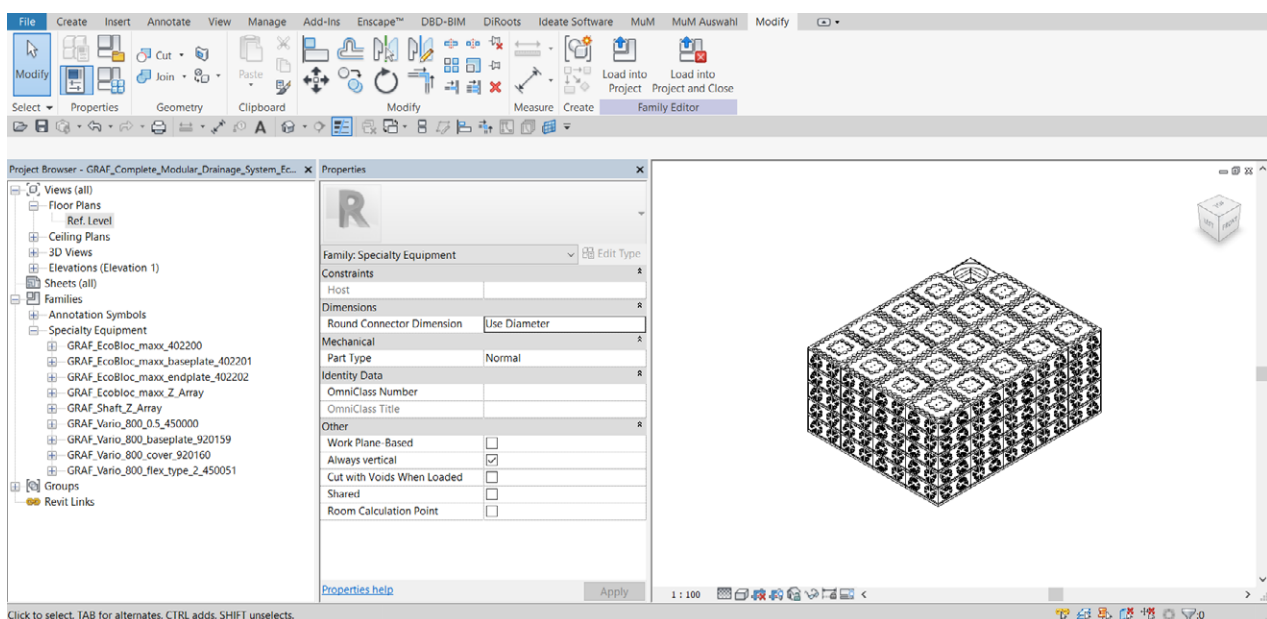 File Create Insert Annotate View Manage Add-Ins Enscape™ DBD-BIM DiRoots Ideate Software MuM MuM Auswahl Modify
Modify Cut Join Paste Load into Project Load into Project and Close
Select Properties Geometry Clipboard Modify Measure Create Family Editor
Project Browser - GRAF_Complete_Modular_Drainage_System_Ec...
Views (all)
Floor Plans
Ref. Level
Ceiling Plans
3D Views
Elevations (Elevation 1)
Sheets (all)
Families
Annotation Symbols
Specialty Equipment
GRAF_EcoBloc_maxx_402200
GRAF_EcoBloc_maxx_baseplate_402201
GRAF_EcoBloc_maxx_endplate_402202
GRAF_Ecobloc_maxx_Z_Array
GRAF_Shaft_Z_Array
GRAF_Vario_800_0.5_450000
GRAF_Vario_800_baseplate_920159
GRAF_Vario_800_cover_920160
GRAF_Vario_800_flex_type_2_450051
Groups
Revit Links
Properties
R
Family: Specialty Equipment Edit Type
Constraints
Host
Dimensions
Round Connector Dimension Use Diameter
Mechanical
Part Type Normal
Identity Data
OmniClass Number
OmniClass Title
Other
Work Plane-Based
Always vertical
Cut with Voids When Loaded
Shared
Room Calculation Point
Properties help Apply
FRONT
1 : 100
Click to select, TAB for alternates, CTRL adds, SHIFT unselects.
:0